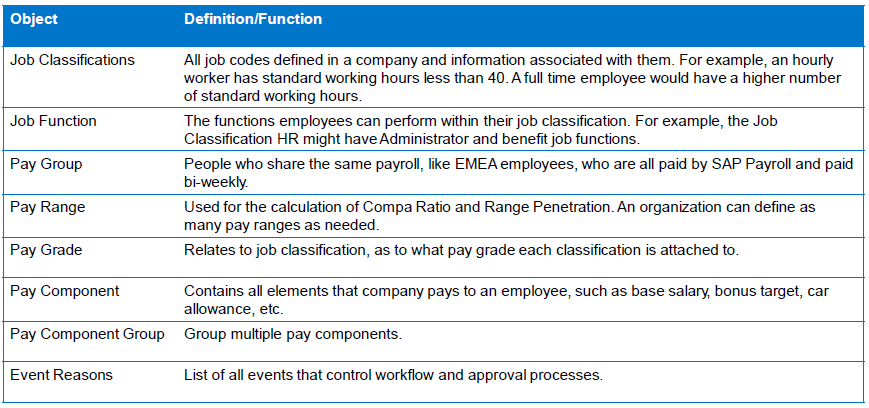 Object Definition/Function
Job Classifications All job codes defined in a company and information associated with them. For example, an hourly
worker has standard working hours less than 40. A full time employee would have a higher number
of standard working hours.
Job Function The functions employees can perform within their job classification. For example, the Job
Classification HR might have Administrator and benefit job functions.
Pay Group People who share the same payroll, like EMEA employees, who are all paid by SAP Payroll and paid
bi-weekly.
Pay Range Used for the calculation of Compa Ratio and Range Penetration. An organization can define as
many pay ranges as needed.
Pay Grade Relates to job classification, as to what pay grade each classification is attached to.
Pay Component Contains all elements that company pays to an employee, such as base salary, bonus target, car
allowance, etc.
Pay Component Group Group multiple pay components.
Event Reasons List of all events that control workflow and approval processes.